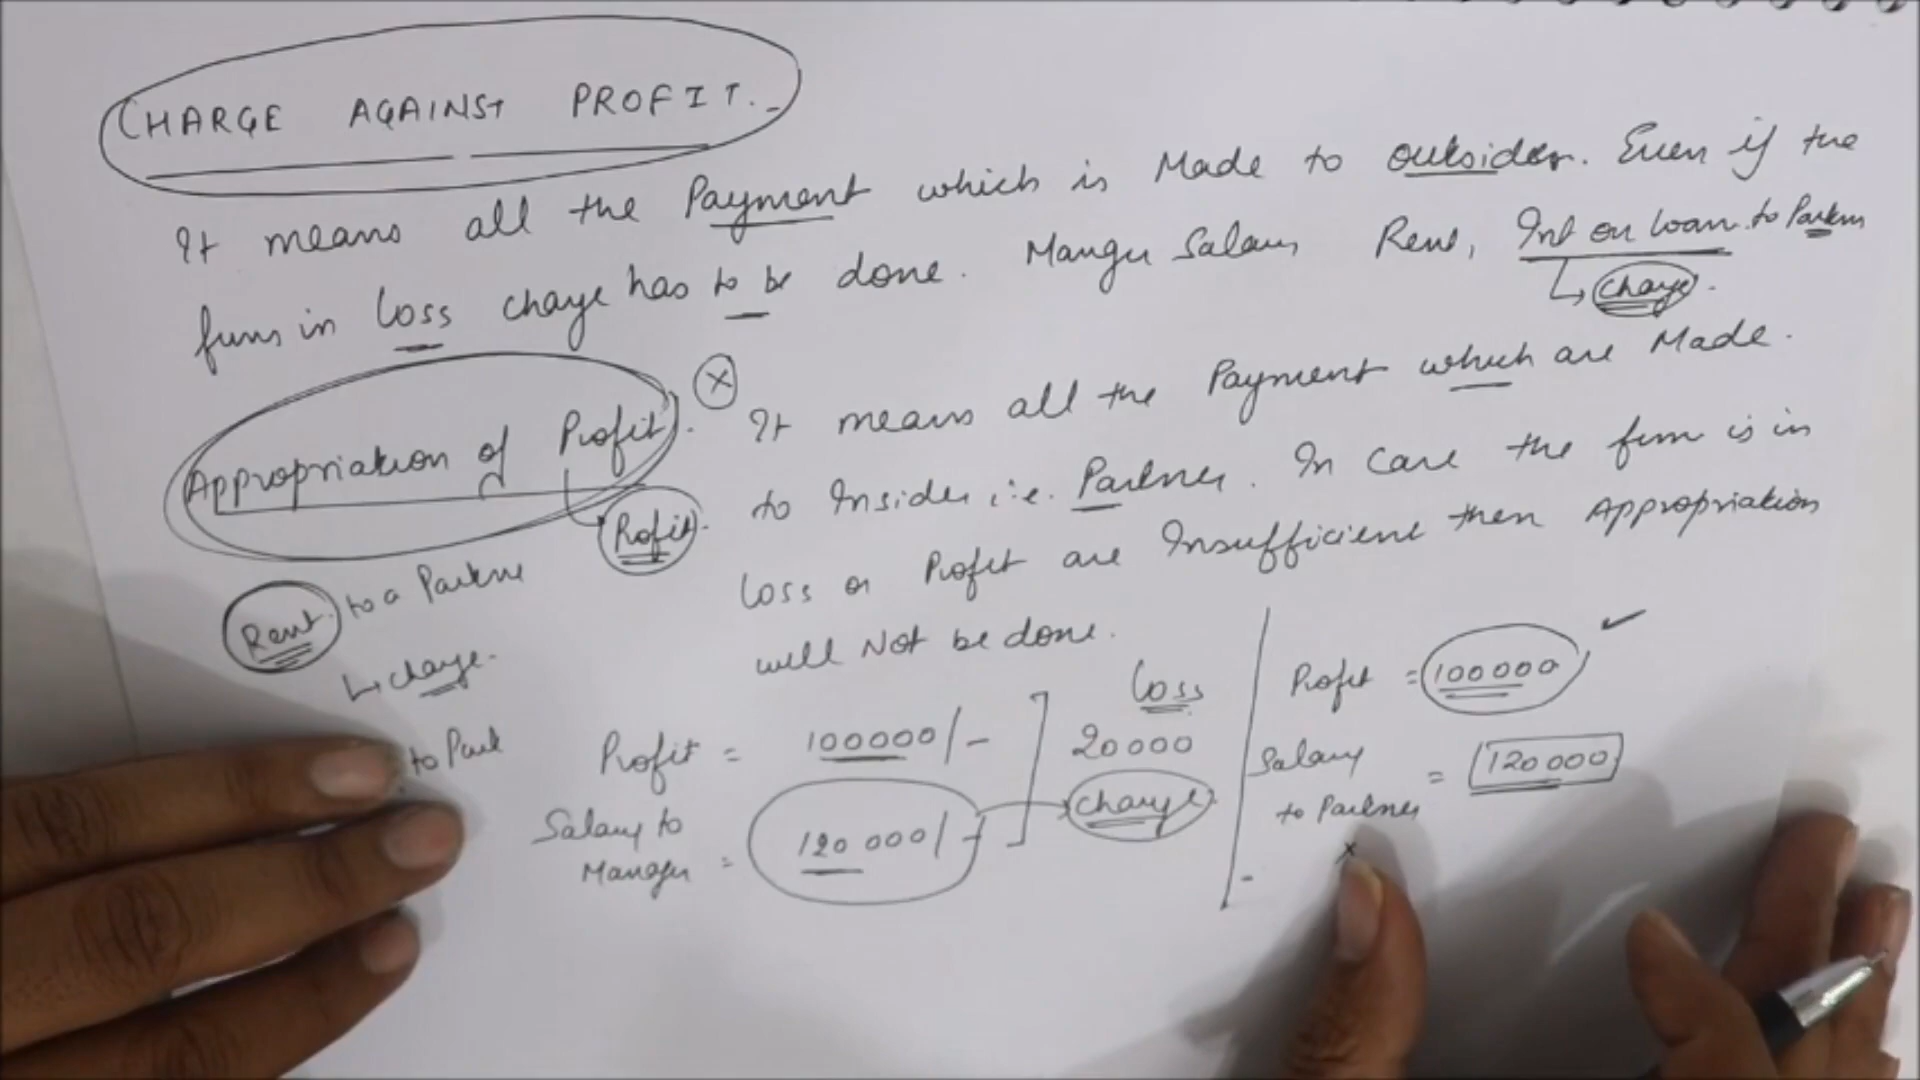 CHARGE AGAINST PROFIT.
It means all the Payment which is Made to outsider. Even if the
firm in loss charge has to be done. Manger Salary Rent, Int on loan to Partner
↳ charge.
Appropriation of Profit. × It means all the Payment which are Made.
Profit. to Insider i.e. Partner. In Case the firm is in
Rent to a Partner loss or Profit are Insufficient then Appropriation
↳ charge. will Not be done.
to Part
Profit = 100000/- ] loss 20000
Salary to Manager = 120000/- charge
Profit = 100000 ✓
Salary to Partner = 120000
×